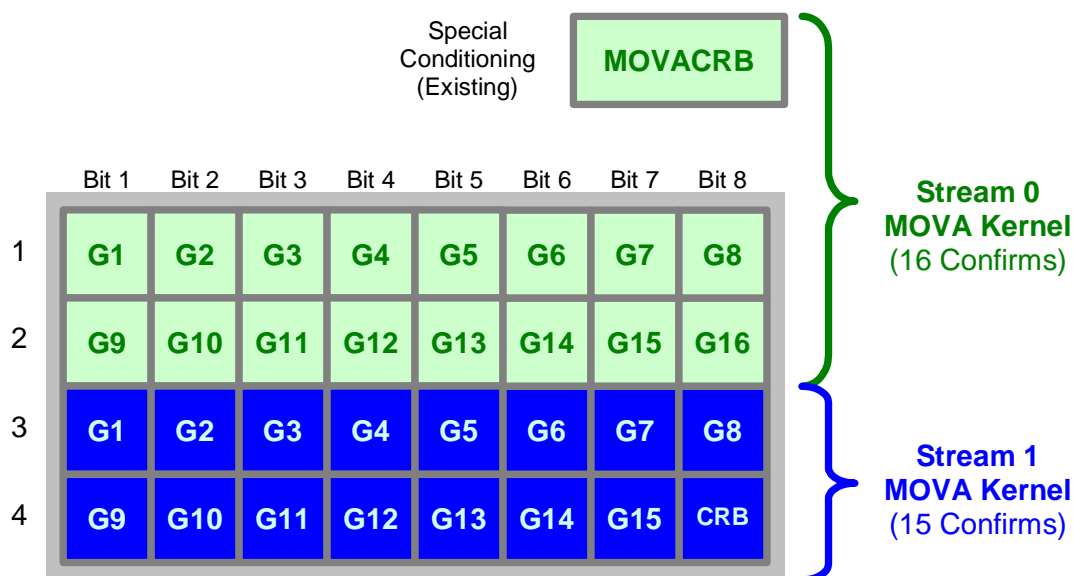 Special
Conditioning
(Existing)
MOVACRB
Bit 1 Bit 2 Bit 3 Bit 4 Bit 5 Bit 6 Bit 7 Bit 8
1 G1 G2 G3 G4 G5 G6 G7 G8
2 G9 G10 G11 G12 G13 G14 G15 G16
Stream 0
MOVA Kernel
(16 Confirms)
3 G1 G2 G3 G4 G5 G6 G7 G8
4 G9 G10 G11 G12 G13 G14 G15 CRB
Stream 1
MOVA Kernel
(15 Confirms)